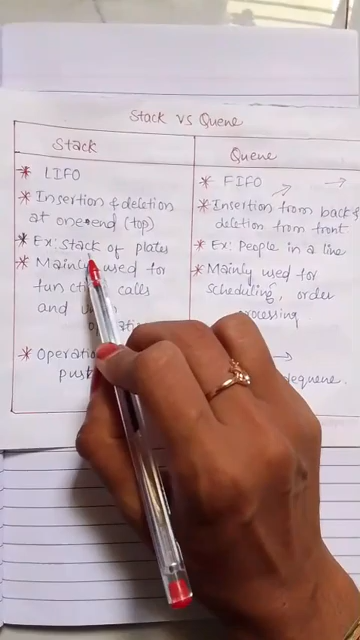 Stack vs Queue
Stack
* LIFO
* Insertion & deletion
at one end (top)
* Ex: Stack of plates
* Mainly used for
function calls
and
* Operations
push
Queue
* FIFO
* Insertion from back &
deletion from front
* Ex: People in a line
* Mainly used for
scheduling, order
processing
dequeue.